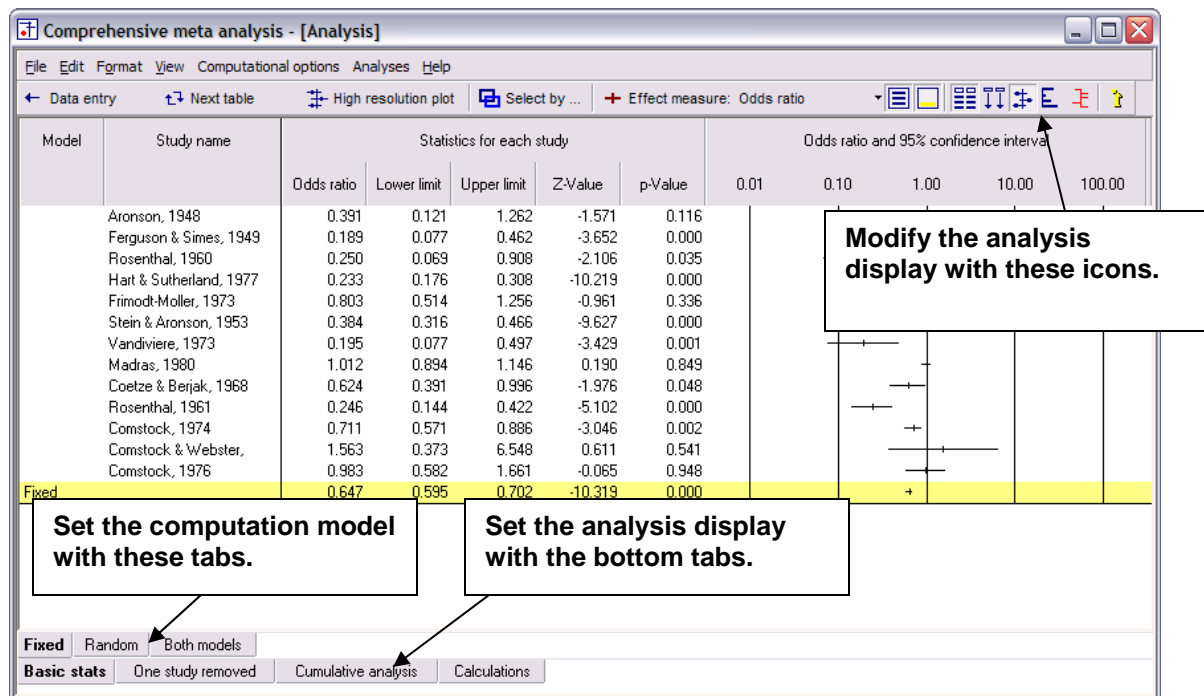 Comprehensive meta analysis - [Analysis]
File Edit Format View Computational options Analyses Help
Data entry Next table High resolution plot Select by ... Effect measure: Odds ratio
Model Study name Statistics for each study Odds ratio and 95% confidence interval
Odds ratio Lower limit Upper limit Z-Value p-Value 0.01 0.10 1.00 10.00 100.00
Aronson, 1948 0.391 0.121 1.262 -1.571 0.116
Ferguson & Simes, 1949 0.189 0.077 0.462 -3.652 0.000
Rosenthal, 1960 0.250 0.069 0.908 -2.106 0.035
Hart & Sutherland, 1977 0.233 0.176 0.308 -10.219 0.000
Frimodt-Moller, 1973 0.803 0.514 1.256 -0.961 0.336
Stein & Aronson, 1953 0.384 0.316 0.466 -9.627 0.000
Vandiviere, 1973 0.195 0.077 0.497 -3.429 0.001
Madras, 1980 1.012 0.894 1.146 0.190 0.849
Coetze & Berjak, 1968 0.624 0.391 0.996 -1.976 0.048
Rosenthal, 1961 0.246 0.144 0.422 -5.102 0.000
Comstock, 1974 0.711 0.571 0.886 -3.046 0.002
Comstock & Webster, 1.563 0.373 6.548 0.611 0.541
Comstock, 1976 0.983 0.582 1.661 -0.065 0.948
Fixed 0.647 0.595 0.702 -10.319 0.000
Modify the analysis
display with these icons.
Set the computation model
with these tabs.
Set the analysis display
with the bottom tabs.
Fixed Random Both models
Basic stats One study removed Cumulative analysis Calculations